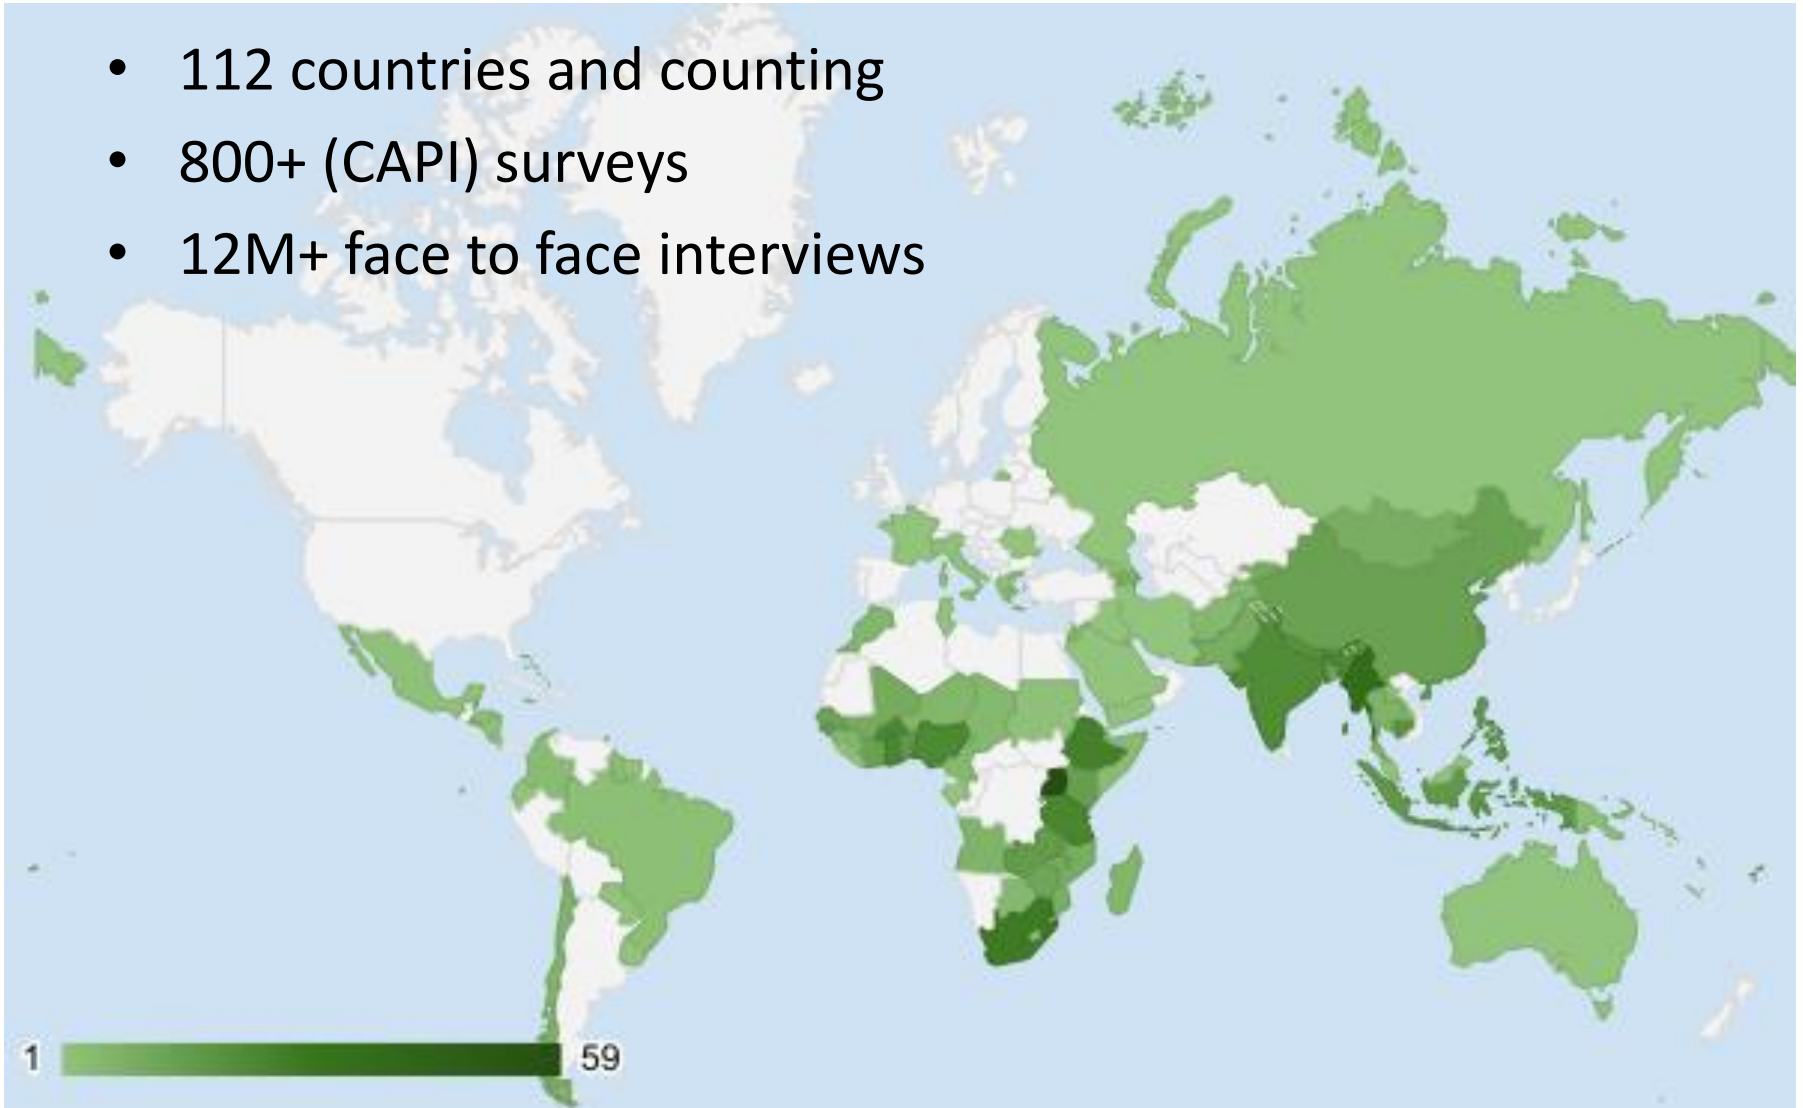 • 112 countries and counting
• 800+ (CAPI) surveys
• 12M+ face to face interviews
1 59